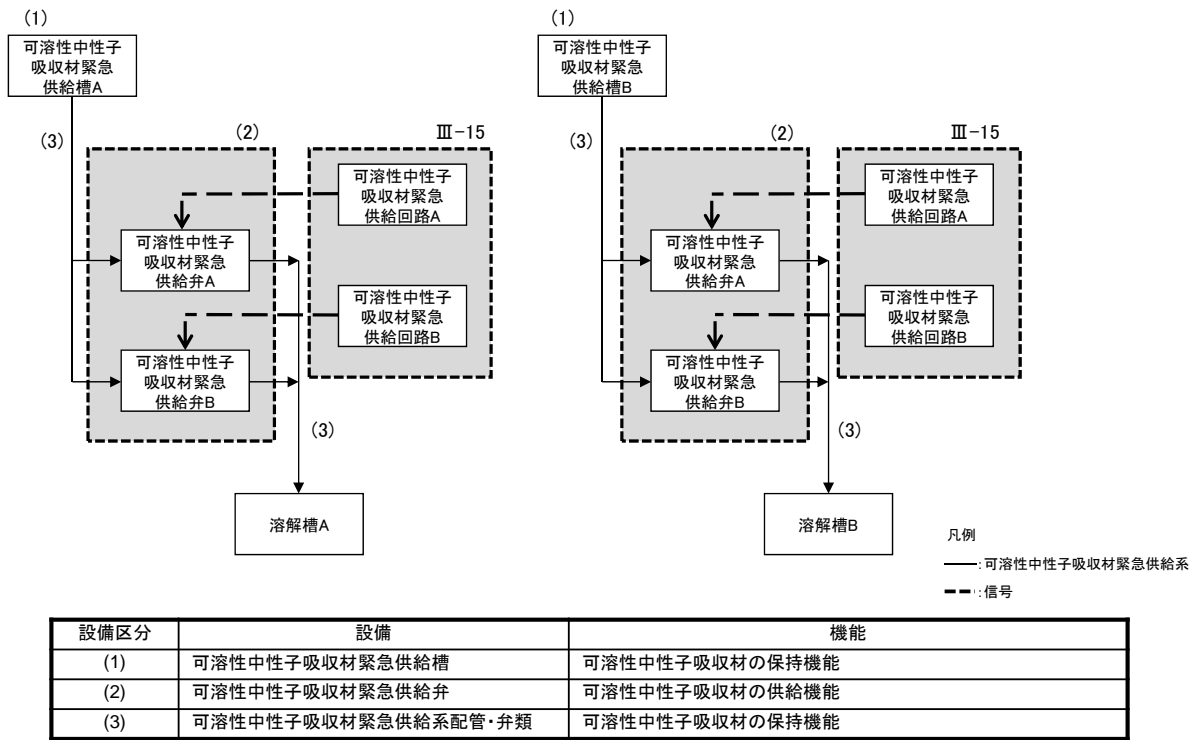 (1)
可溶性中性子
吸収材緊急
供給槽A
(3)
(2)
Ⅲ-15
可溶性中性子
吸収材緊急
供給回路A
可溶性中性子
吸収材緊急
供給弁A
可溶性中性子
吸収材緊急
供給回路B
可溶性中性子
吸収材緊急
供給弁B
(3)
溶解槽A
(1)
可溶性中性子
吸収材緊急
供給槽B
(3)
(2)
Ⅲ-15
可溶性中性子
吸収材緊急
供給回路A
可溶性中性子
吸収材緊急
供給弁A
可溶性中性子
吸収材緊急
供給回路B
可溶性中性子
吸収材緊急
供給弁B
(3)
溶解槽B
凡例
:可溶性中性子吸収材緊急供給系
:信号
設備区分 設備 機能
(1) 可溶性中性子吸収材緊急供給槽 可溶性中性子吸収材の保持機能
(2) 可溶性中性子吸収材緊急供給弁 可溶性中性子吸収材の供給機能
(3) 可溶性中性子吸収材緊急供給系配管・弁類 可溶性中性子吸収材の保持機能